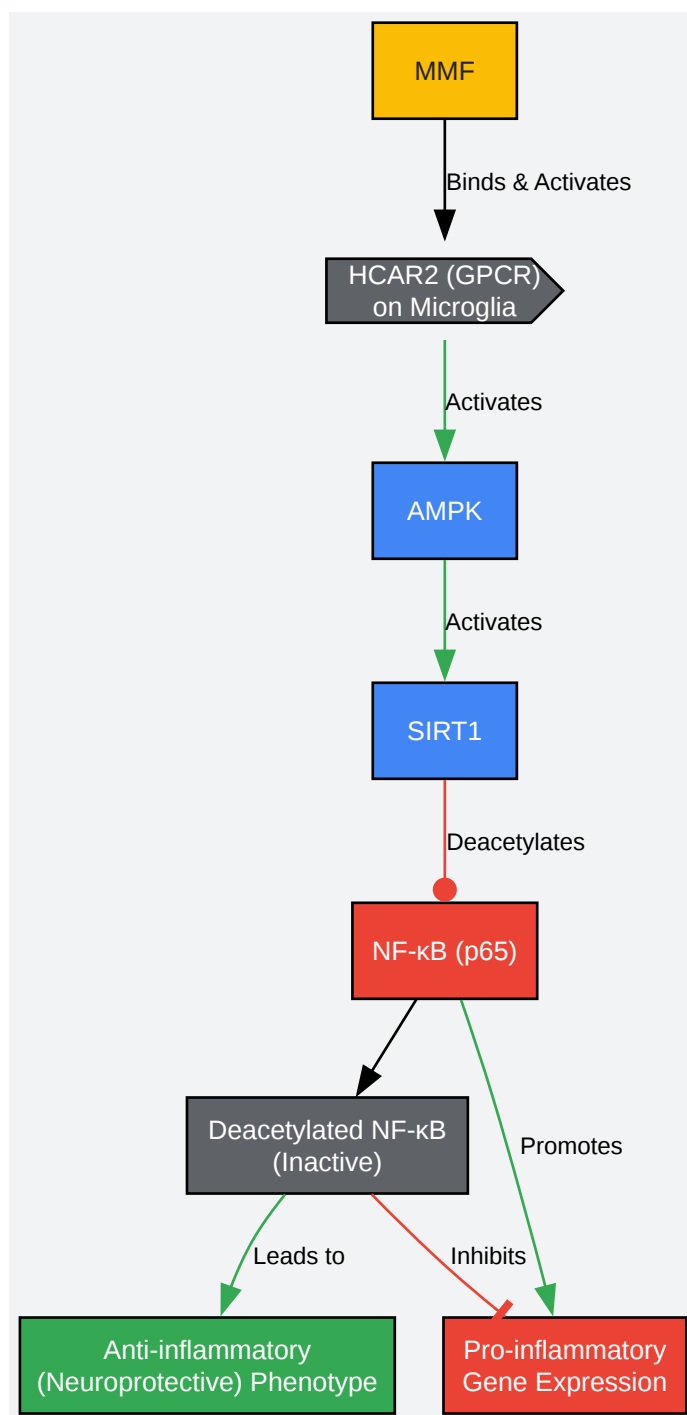 MMF
Binds & Activates
HCAR2 (GPCR)
on Microglia
Activates
AMPK
Activates
SIRT1
Deacetylates
NF-κB (p65)
Deacetylated NF-κB
(Inactive)
Promotes
Leads to
Inhibits
Anti-inflammatory
(Neuroprotective) Phenotype
Pro-inflammatory
Gene Expression